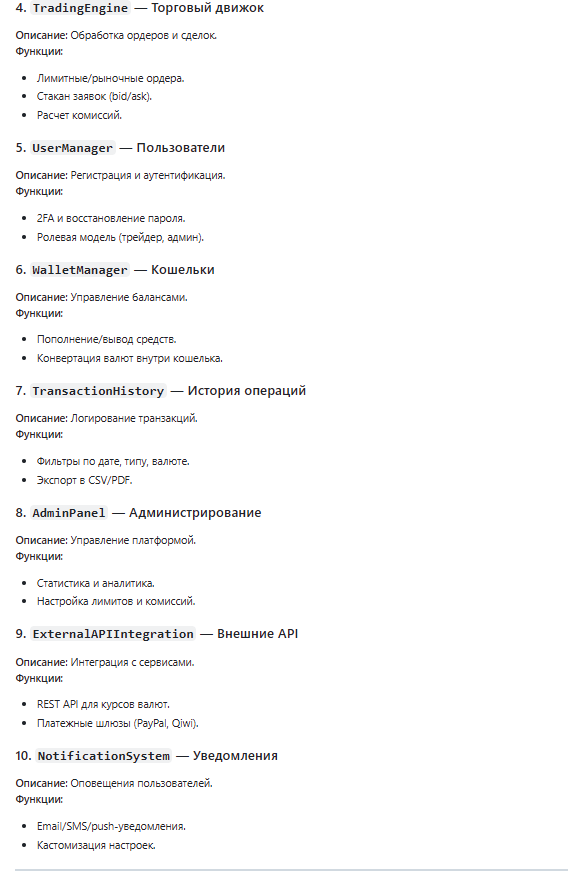 4. TradingEngine — Торговый движок
Описание: Обработка ордеров и сделок.
Функции:
• Лимитные/рыночные ордера.
• Стакан заявок (bid/ask).
• Расчет комиссий.
5. UserManager — Пользователи
Описание: Регистрация и аутентификация.
Функции:
• 2FA и восстановление пароля.
• Ролевая модель (трейдер, админ).
6. WalletManager — Кошельки
Описание: Управление балансами.
Функции:
• Пополнение/вывод средств.
• Конвертация валют внутри кошелька.
7. TransactionHistory — История операций
Описание: Логирование транзакций.
Функции:
• Фильтры по дате, типу, валюте.
• Экспорт в CSV/PDF.
8. AdminPanel — Администрирование
Описание: Управление платформой.
Функции:
• Статистика и аналитика.
• Настройка лимитов и комиссий.
9. ExternalAPIIntegration — Внешние API
Описание: Интеграция с сервисами.
Функции:
• REST API для курсов валют.
• Платежные шлюзы (PayPal, Qiwi).
10. NotificationSystem — Уведомления
Описание: Оповещения пользователей.
Функции:
• Email/SMS/push-уведомления.
• Кастомизация настроек.